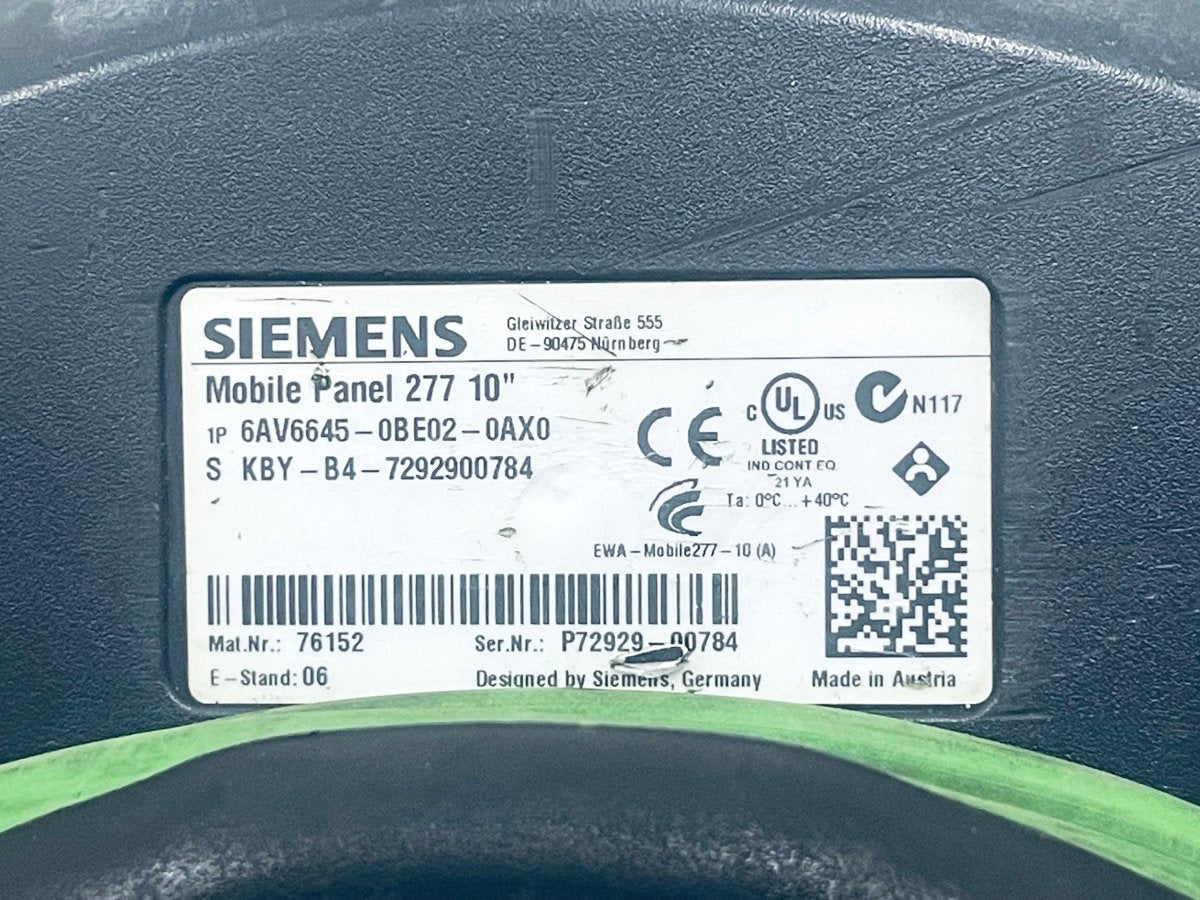 SIEMENS
Gleiwitzer Straße 555
DE-90475 Nürnberg
Mobile Panel 277 10"
1P 6AV6645-0BE02-0AX0
S KBY-B4-7292900784
CE
C UL US
LISTED
IND CONT EQ
21 YA
N117
Ta: 0°C...+40°C
EWA-Mobile277-10 (A)
Mat.Nr.: 76152
Ser.Nr.: P72929-00784
E-Stand: 06
Designed by Siemens, Germany
Made in Austria